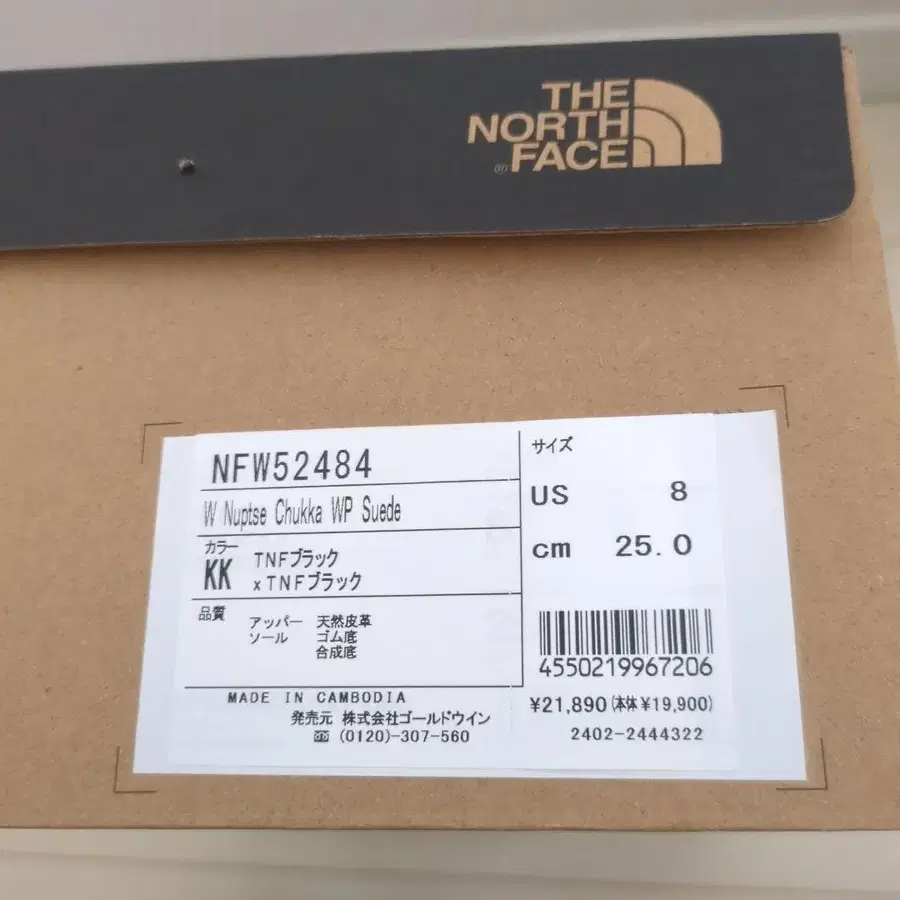 THE
NORTH
FACE
®
NFW52484
W Nuptse Chukka WP Suede
カラー
KK TNFブラック
xTNFブラック
品質
アッパー 天然皮革
ソール ゴム底
合成底
MADE IN CAMBODIA
発売元 株式会社ゴールドウイン
☎ (0120)-307-560
サイズ
US 8
cm 25.0
4550219967206
¥21,890(本体¥19,900)
2402-2444322